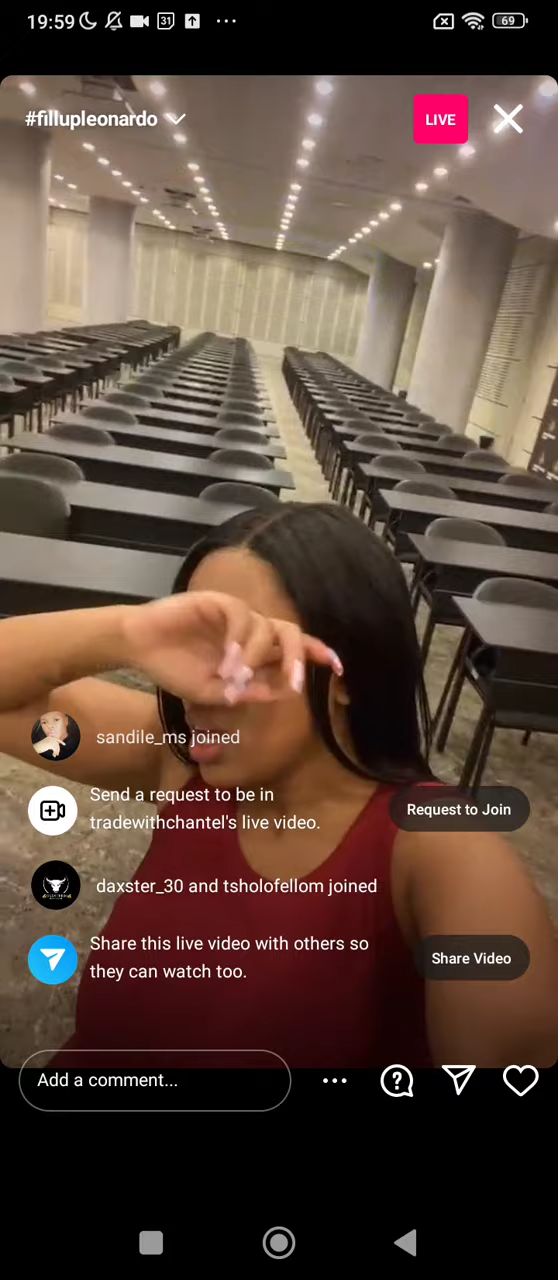 19:59
31
69
#fillupleonardo
LIVE
sandile_ms joined
Send a request to be in
tradewithchantel's live video.
Request to Join
daxster_30 and tsholofellom joined
Share this live video with others so
they can watch too.
Share Video
Add a comment...